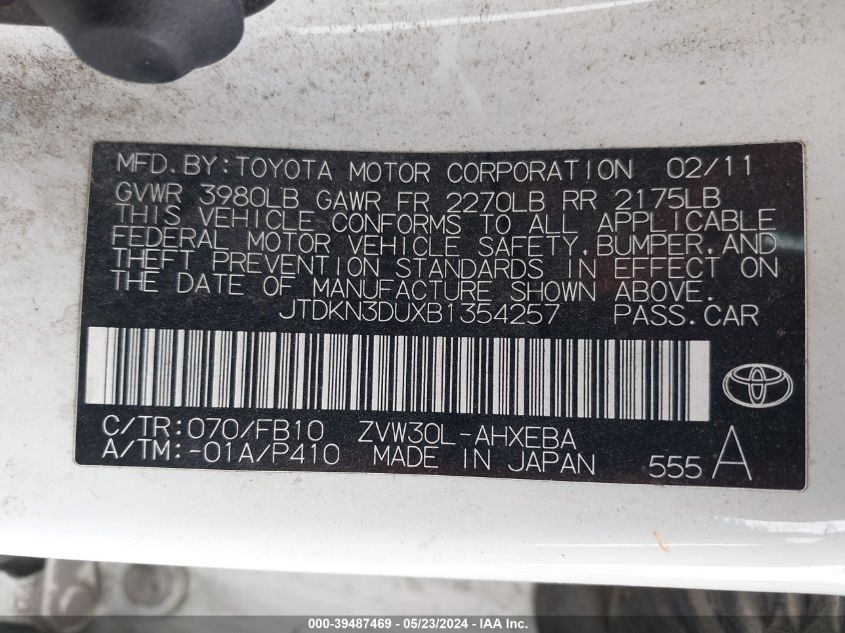 MFD.BY:TOYOTA MOTOR CORPORATION 02/11
GVWR 3980LB GAWR FR 2270LB RR 2175LB
THIS VEHICLE CONFORMS TO ALL APPLICABLE
FEDERAL MOTOR VEHICLE SAFETY, BUMPER, AND
THEFT PREVENTION STANDARDS IN EFFECT ON
THE DATE OF MANUFACTURE SHOWN ABOVE.
JTDKN3DUXB1354257 PASS.CAR
C/TR:070/FB10 ZVW30L-AHXEBA
A/TM:-01A/P410 MADE IN JAPAN 555 A
000-39487469 - 05/23/2024 - IAA Inc.